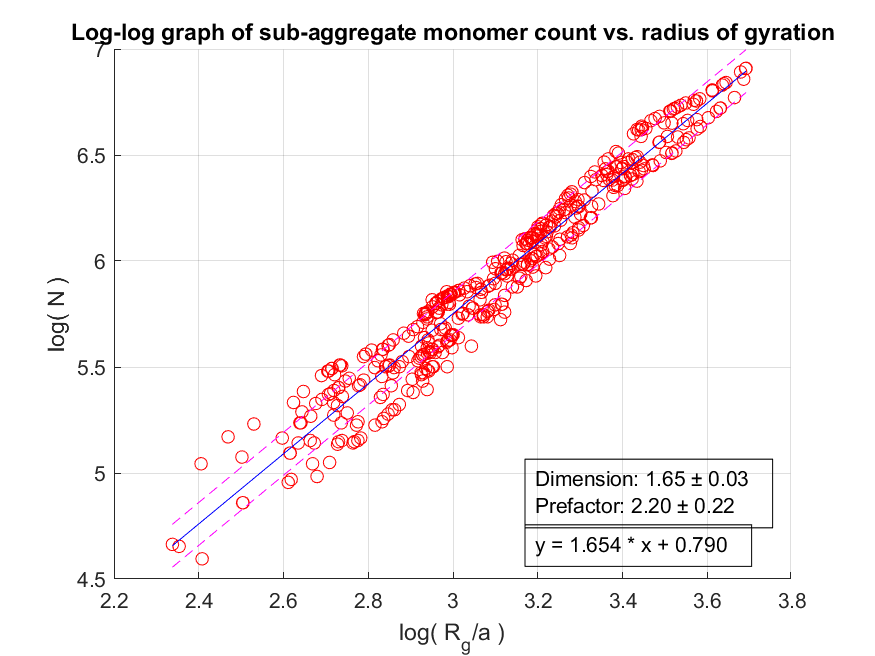 Log-log graph of sub-aggregate monomer count vs. radius of gyration
7
6.5
6
5.5
5
4.5
log( N )
Dimension: 1.65 ± 0.03
Prefactor: 2.20 ± 0.22
y = 1.654 * x + 0.790
2.2 2.4 2.6 2.8 3 3.2 3.4 3.6 3.8
log( R_g/a )